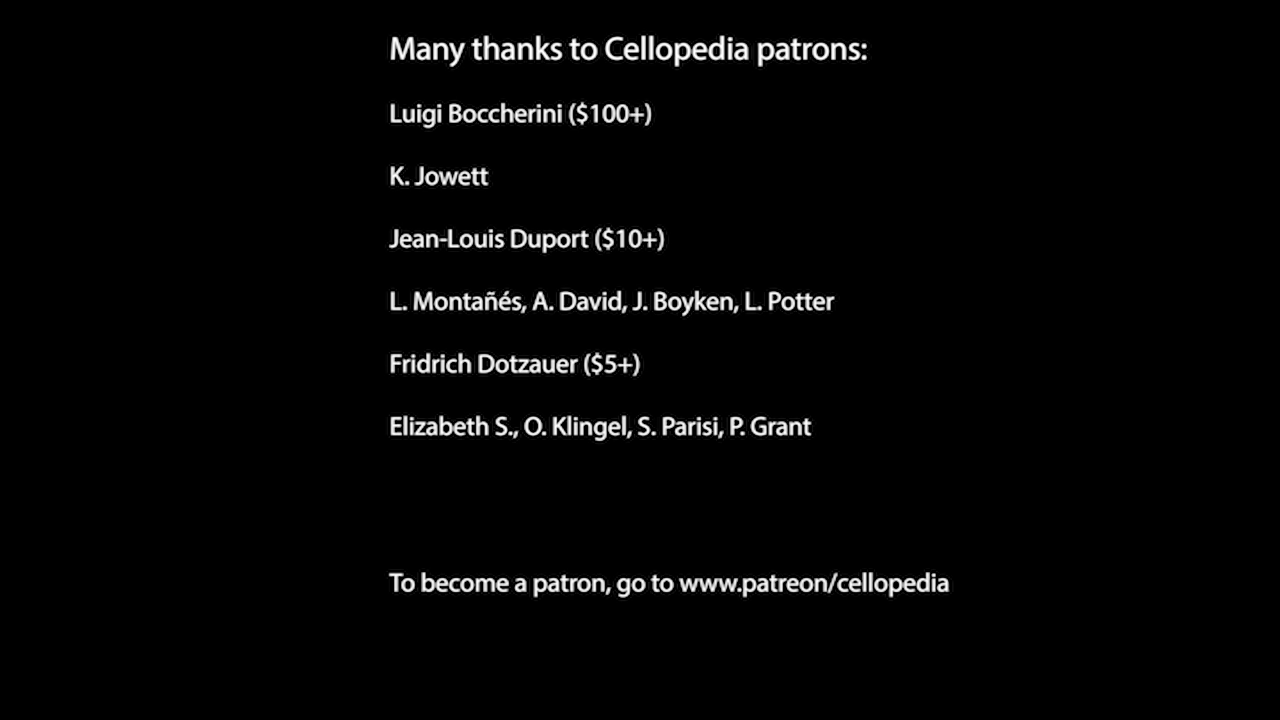 Many thanks to Cellopedia patrons:
Luigi Boccherini ($100+)
K. Jowett
Jean-Louis Duport ($10+)
L. Montañés, A. David, J. Boyken, L. Potter
Fridrich Dotzauer ($5+)
Elizabeth S., O. Klingel, S. Parisi, P. Grant
To become a patron, go to www.patreon/cellopedia